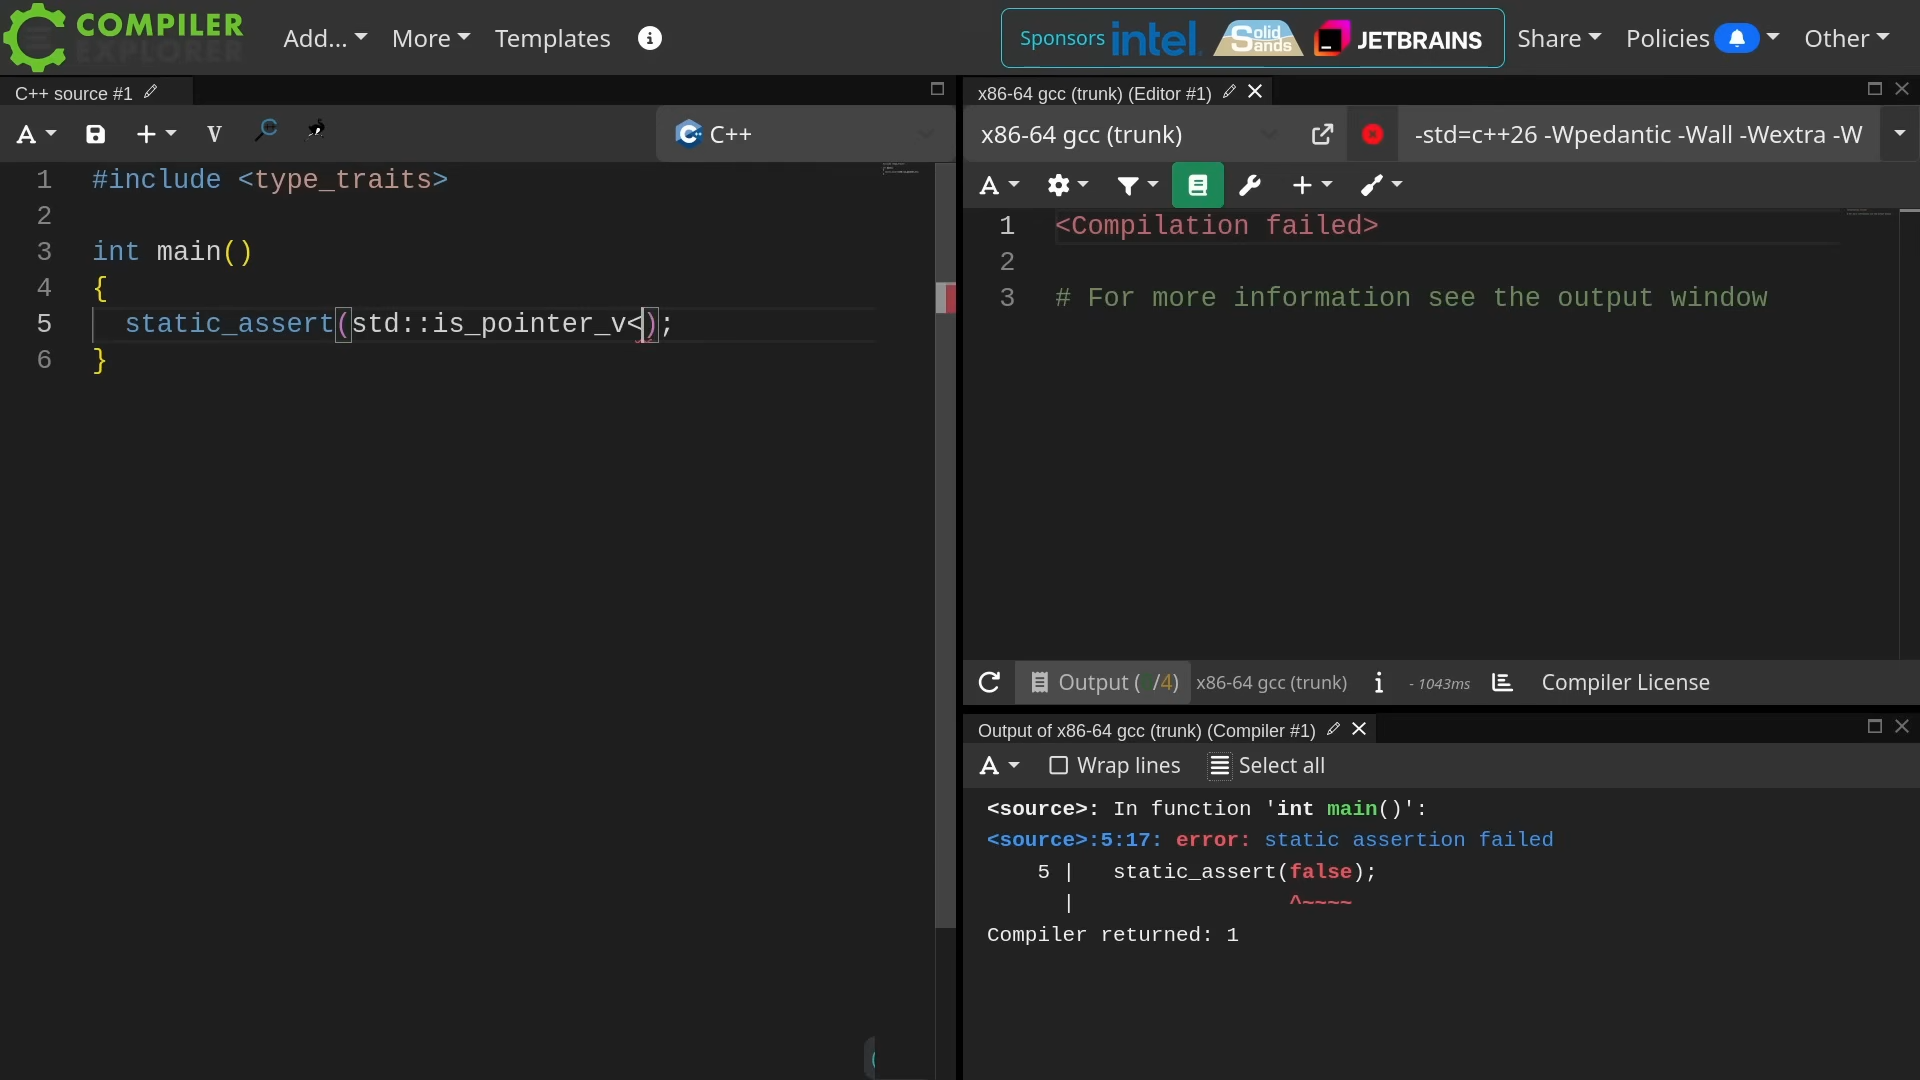 COMPILER
EXPLORER
Add...
More
Templates
Sponsors
intel.
Solid
Sands
JETBRAINS
Share
Policies
Other
C++ source #1
A
V
C++
1 #include <type_traits>
2
3 int main()
4 {
5 static_assert(std::is_pointer_v<);
6 }
x86-64 gcc (trunk) (Editor #1)
x86-64 gcc (trunk)
-std=c++26 -Wpedantic -Wall -Wextra -W
A
1 <Compilation failed>
2
3 # For more information see the output window
Output ( /4)
x86-64 gcc (trunk)
i
- 1043ms
Compiler License
Output of x86-64 gcc (trunk) (Compiler #1)
A
Wrap lines
Select all
<source>: In function 'int main()':
<source>:5:17: error: static assertion failed
5 | static_assert(false);
| ^~~~~
Compiler returned: 1